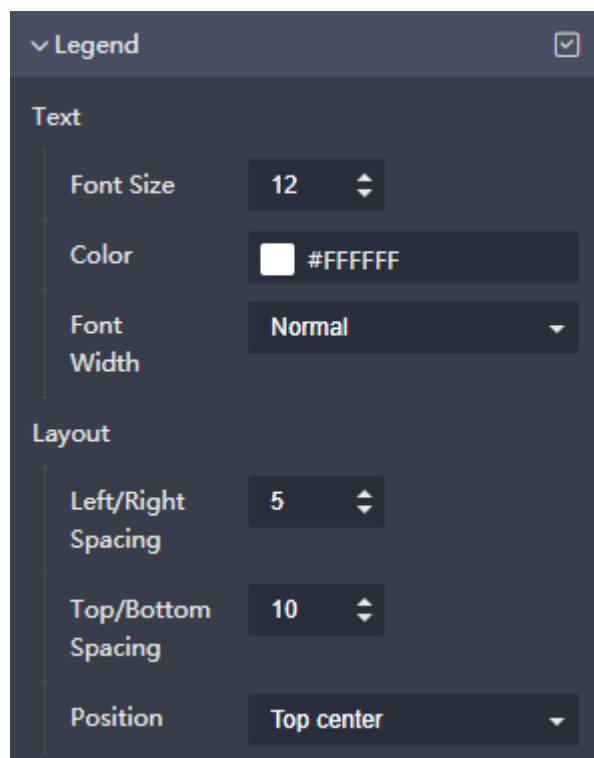 Legend
Text
Font Size 12
Color #FFFFFF
Font Normal
Width
Layout
Left/Right 5
Spacing
Top/Bottom 10
Spacing
Position Top center